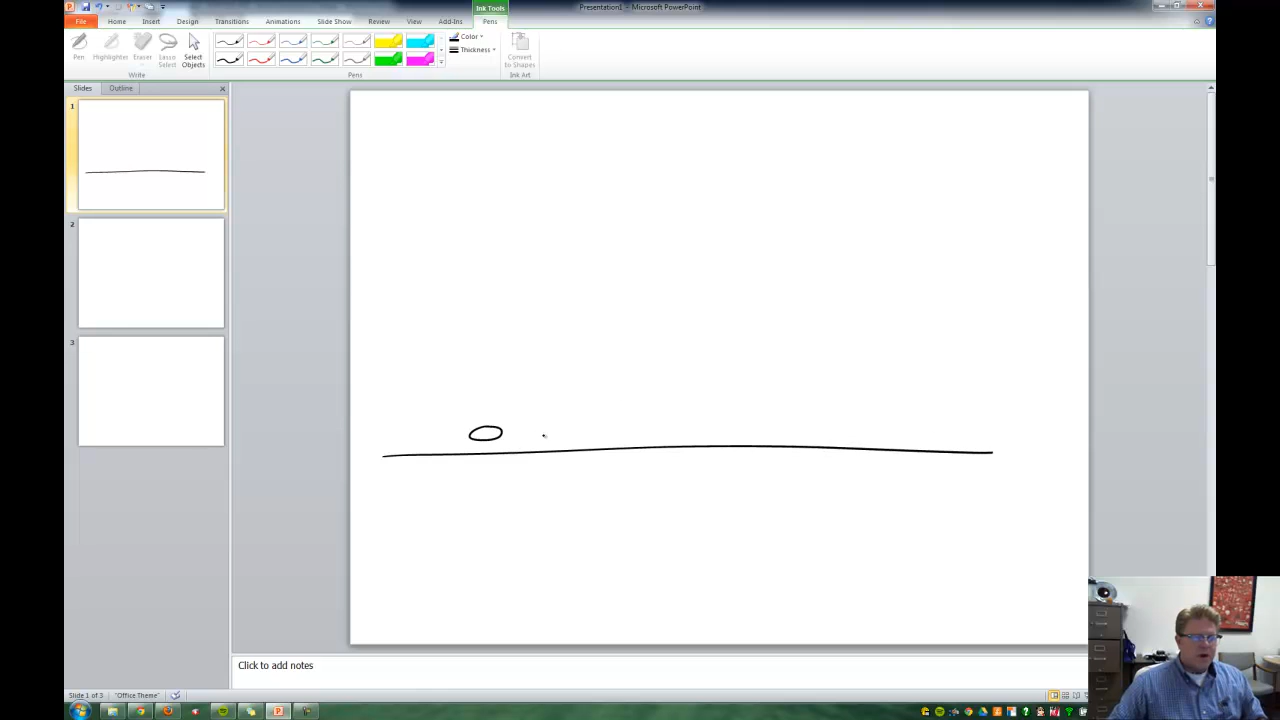 Ink Tools
Presentation1 - Microsoft PowerPoint
File Home Insert Design Transitions Animations Slide Show Review View Add-Ins Pens
Pen Highlighter Eraser Lasso Select Select Objects
Color
Thickness
Convert to Shapes
Write Pens Ink Art
Slides Outline
1
2
3
Click to add notes
Slide 1 of 3 "Office Theme"